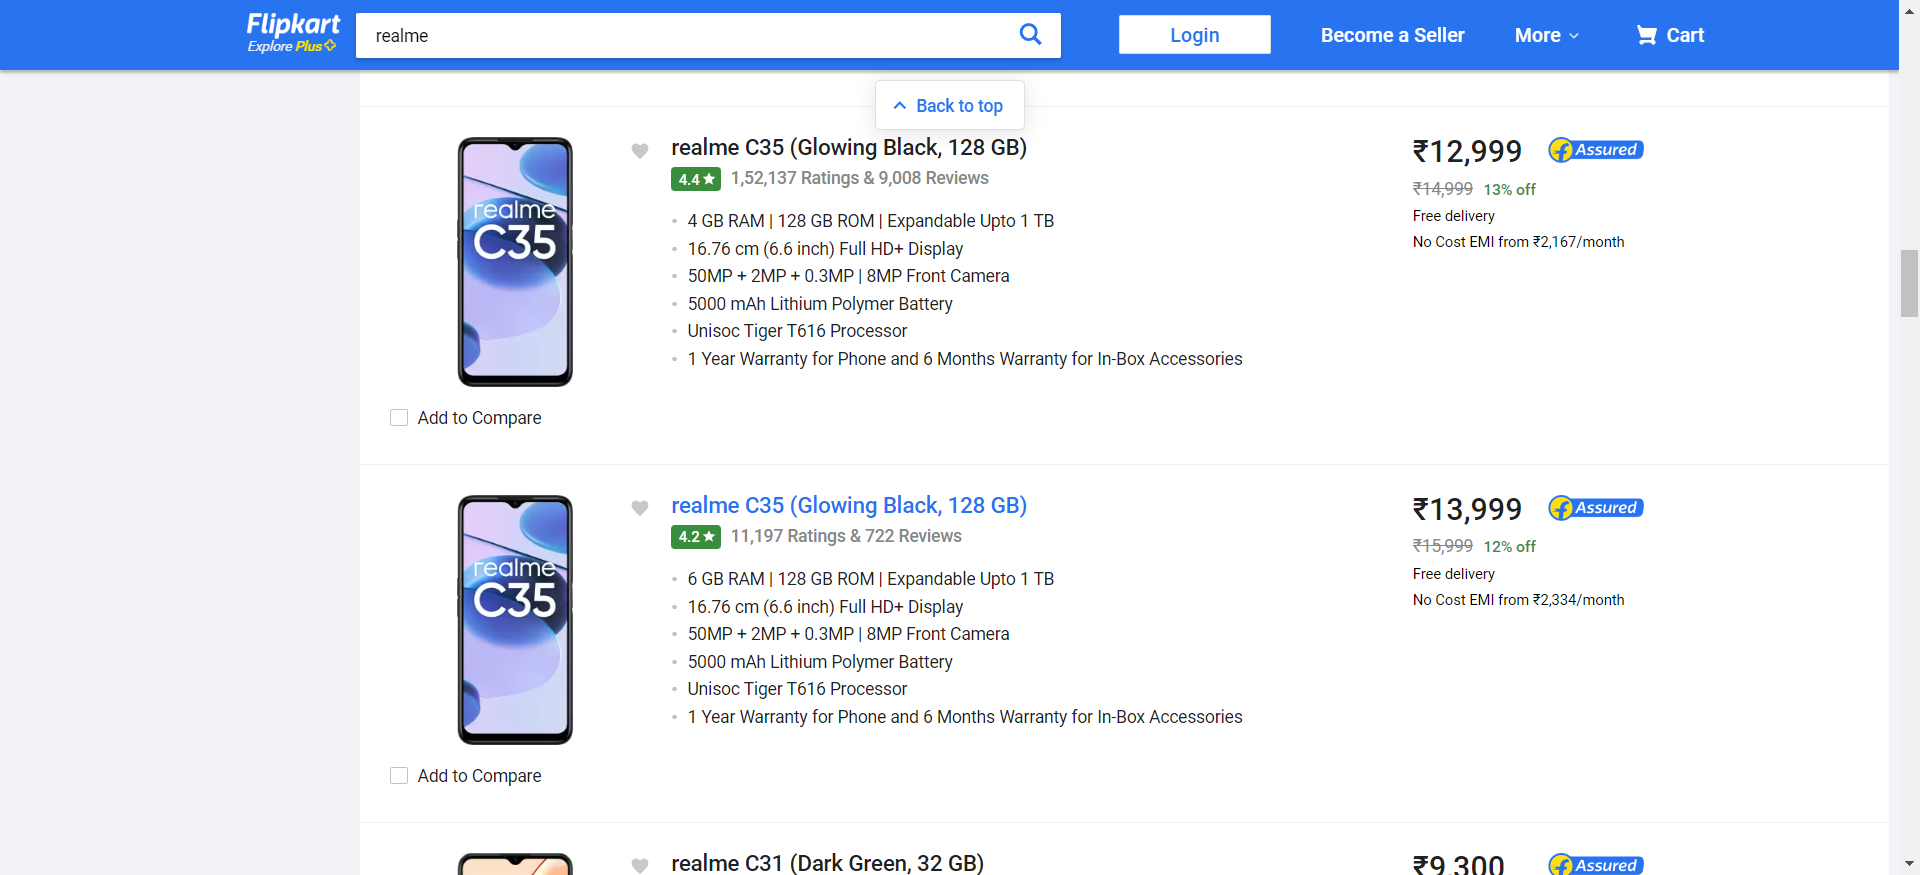 Flipkart
Explore Plus
realme
Login
Become a Seller
More
Cart
Back to top
realme C35
realme C35 (Glowing Black, 128 GB)
4.4★ 1,52,137 Ratings & 9,008 Reviews
4 GB RAM | 128 GB ROM | Expandable Upto 1 TB
16.76 cm (6.6 inch) Full HD+ Display
50MP + 2MP + 0.3MP | 8MP Front Camera
5000 mAh Lithium Polymer Battery
Unisoc Tiger T616 Processor
1 Year Warranty for Phone and 6 Months Warranty for In-Box Accessories
₹12,999 Assured
₹14,999 13% off
Free delivery
No Cost EMI from ₹2,167/month
Add to Compare
realme C35
realme C35 (Glowing Black, 128 GB)
4.2★ 11,197 Ratings & 722 Reviews
6 GB RAM | 128 GB ROM | Expandable Upto 1 TB
16.76 cm (6.6 inch) Full HD+ Display
50MP + 2MP + 0.3MP | 8MP Front Camera
5000 mAh Lithium Polymer Battery
Unisoc Tiger T616 Processor
1 Year Warranty for Phone and 6 Months Warranty for In-Box Accessories
₹13,999 Assured
₹15,999 12% off
Free delivery
No Cost EMI from ₹2,334/month
Add to Compare
realme C31 (Dark Green, 32 GB)
₹9,300 Assured